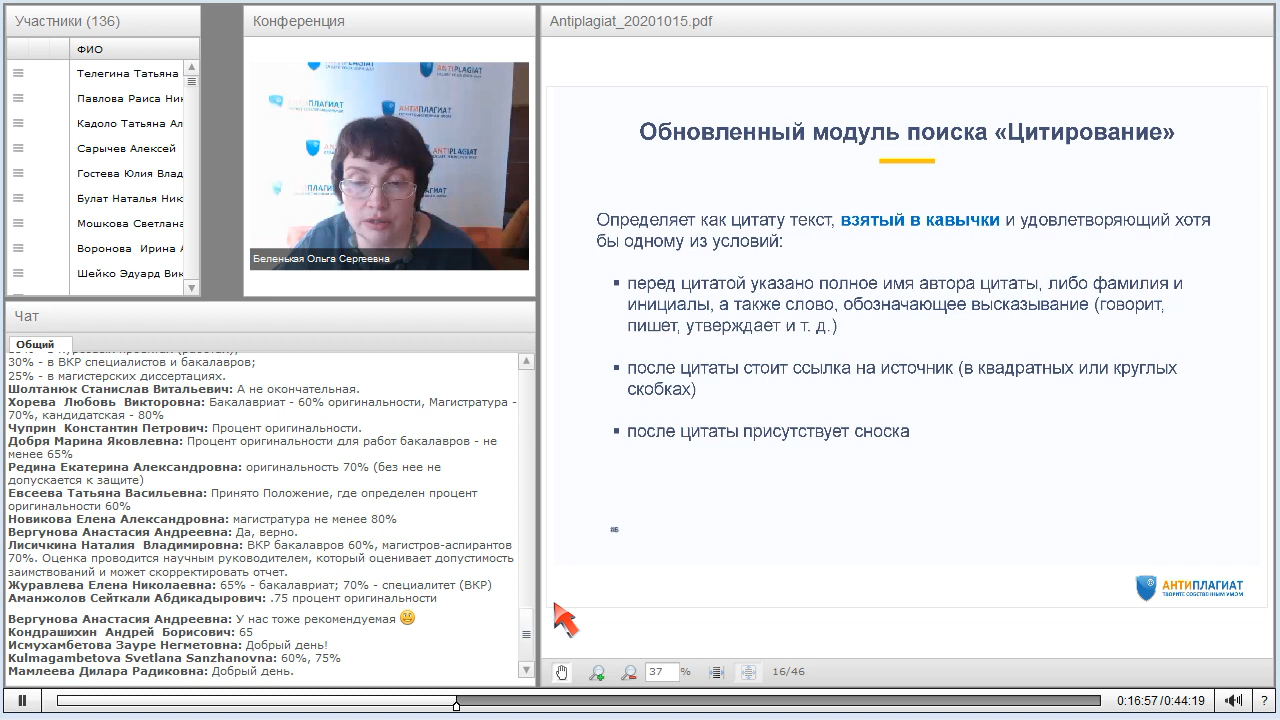 Участники (136)
ФИО
Телегина Татьяна
Павлова Раиса Ник
Кадоло Татьяна Ал
Сарычев Алексей
Гостева Юлия Влад
Булат Наталья Ник
Мошкова Светлана
Воронова Ирина А
Шейко Эдуард Вик
Конференция
АНТИПЛАГИАТ
ANTIPLAGIAT
Беленькая Ольга Сергеевна
Чат
Общий
30% - в ВКР специалистов и бакалавров;
25% - в магистерских диссертациях.
Шолтанюк Станислав Витальевич: А не окончательная.
Хорева Любовь Викторовна: Бакалавриат - 60% оригинальности, Магистратура -
70%, кандидатская - 80%
Чуприн Константин Петрович: Процент оригинальности.
Добря Марина Яковлевна: Процент оригинальности для работ бакалавров - не
менее 65%
Редина Екатерина Александровна: оригинальность 70% (без нее не
допускается к защите)
Евсеева Татьяна Васильевна: Принято Положение, где определен процент
оригинальности 60%
Новикова Елена Александровна: магистратура не менее 80%
Вергунова Анастасия Андреевна: Да, верно.
Лисичкина Наталия Владимировна: ВКР бакалавров 60%, магистров-аспирантов
70%. Оценка проводится научным руководителем, который оценивает допустимость
заимствований и может скорректировать отчет.
Журавлева Елена Николаевна: 65% - бакалавриат; 70% - специалитет (ВКР)
Аманжолов Сейткали Абдикадырович: .75 процент оригинальности
Вергунова Анастасия Андреевна: У нас тоже рекомендуемая
Кондрашихин Андрей Борисович: 65
Исмухамбетова Зауре Негметовна: Добрый день!
Kulmagambetova Svetlana Sanzhanovna: 60%, 75%
Мамлеева Дилара Радиковна: Добрый день.
Antiplagiat_20201015.pdf
Обновленный модуль поиска «Цитирование»
Определяет как цитату текст, взятый в кавычки и удовлетворяющий хотя
бы одному из условий:
▪ перед цитатой указано полное имя автора цитаты, либо фамилия и
инициалы, а также слово, обозначающее высказывание (говорит,
пишет, утверждает и т. д.)
▪ после цитаты стоит ссылка на источник (в квадратных или круглых
скобках)
▪ после цитаты присутствует сноска
АНТИПЛАГИАТ
ТВОРИТЕ СОБСТВЕННЫМ УМОМ
37 %
16/46
0:16:57/0:44:19
?